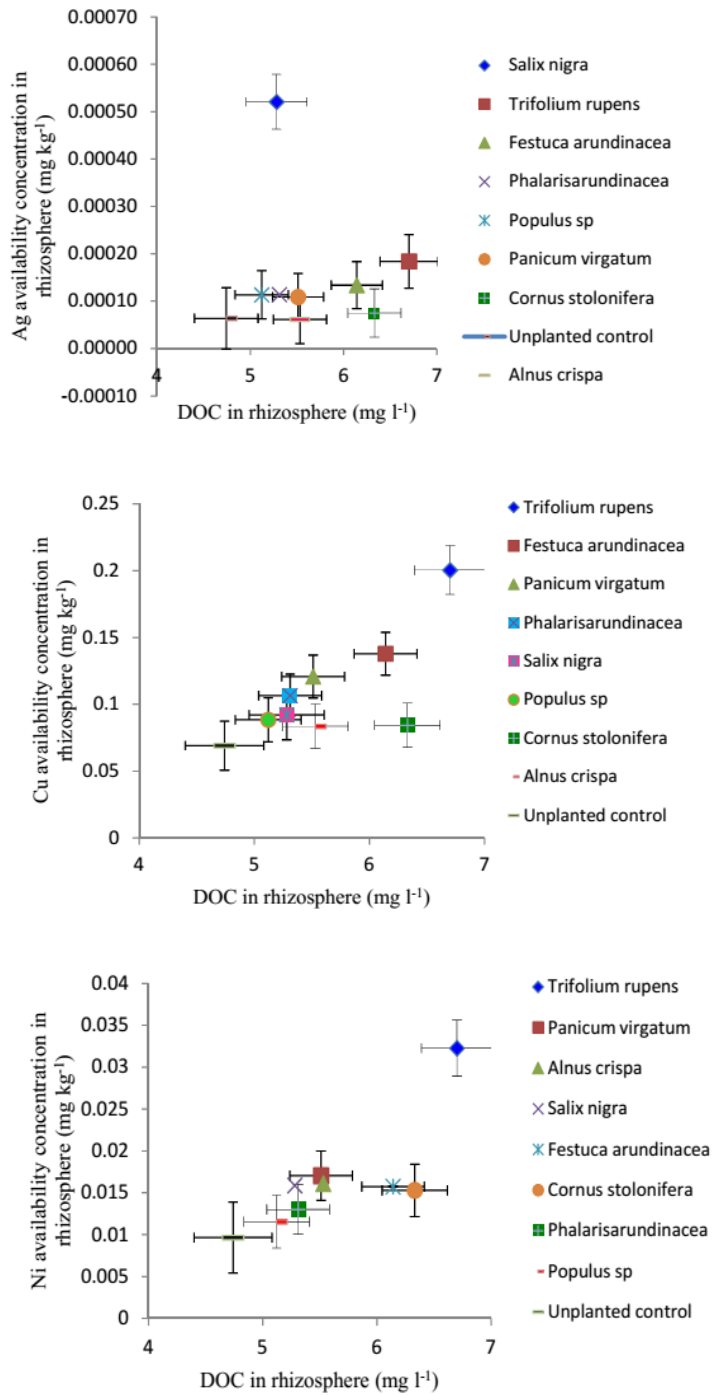 0.00070
0.00060
0.00050
0.00040
0.00030
0.00020
0.00010
0.00000
-0.00010
Ag availability concentration in
rhizosphere (mg kg-1)
4 5 6 7
DOC in rhizosphere (mg l-1)
Salix nigra
Trifolium rupens
Festuca arundinacea
Phalarisarundinacea
Populus sp
Panicum virgatum
Cornus stolonifera
Unplanted control
Alnus crispa
0.25
0.2
0.15
0.1
0.05
0
Cu availability concentration in
rhizosphere (mg kg-1)
4 5 6 7
DOC in rhizosphere (mg l-1)
Trifolium rupens
Festuca arundinacea
Panicum virgatum
Phalarisarundinacea
Salix nigra
Populus sp
Cornus stolonifera
Alnus crispa
Unplanted control
0.04
0.035
0.03
0.025
0.02
0.015
0.01
0.005
0
Ni availability concentration in
rhizosphere (mg kg-1)
4 5 6 7
DOC in rhizosphere (mg l-1)
Trifolium rupens
Panicum virgatum
Alnus crispa
Salix nigra
Festuca arundinacea
Cornus stolonifera
Phalarisarundinacea
Populus sp
Unplanted control